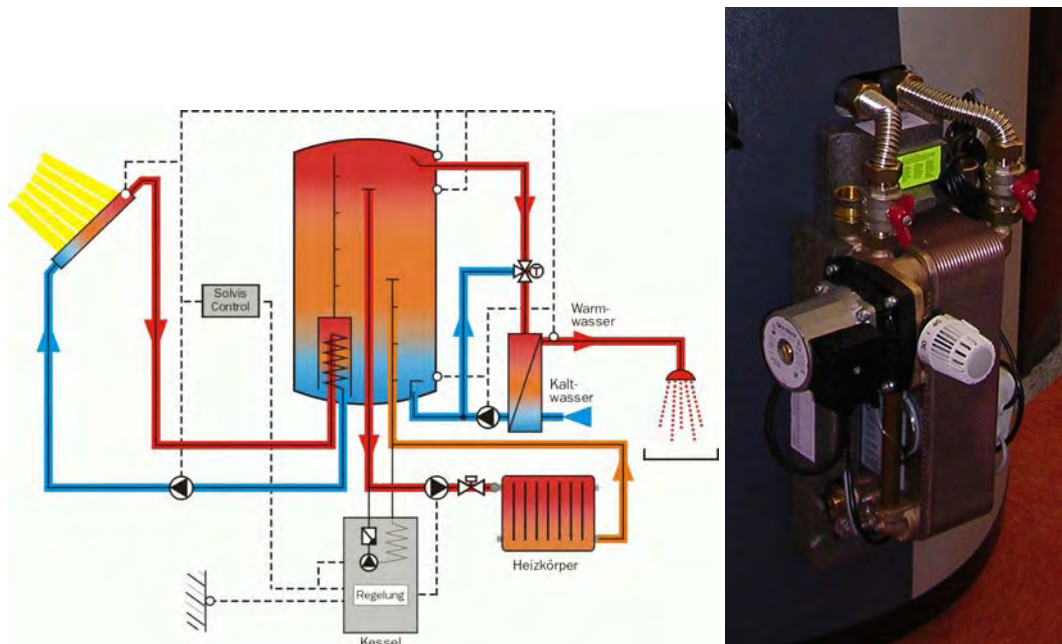 Solvis
Control
Warm-
wasser
Kalt-
wasser
Heizkörper
Regelung
Kessel